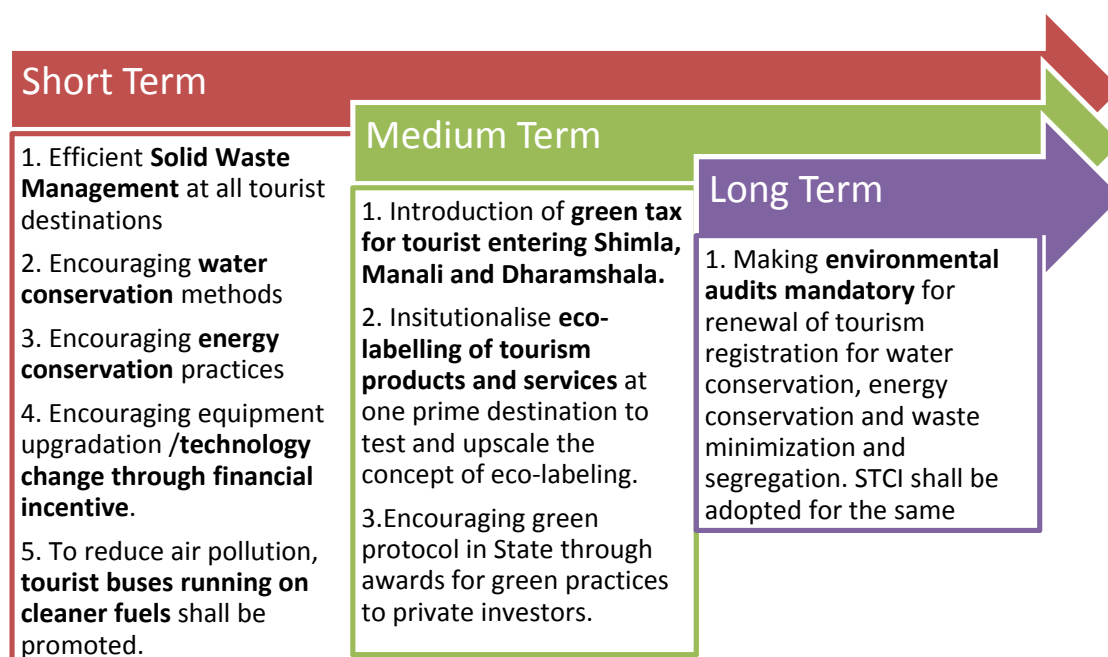 Short Term
1. Efficient Solid Waste
Management at all tourist
destinations
2. Encouraging water
conservation methods
3. Encouraging energy
conservation practices
4. Encouraging equipment
upgradation /technology
change through financial
incentive.
5. To reduce air pollution,
tourist buses running on
cleaner fuels shall be
promoted.
Medium Term
1. Introduction of green tax
for tourist entering Shimla,
Manali and Dharamshala.
2. Insitutionalise eco-
labelling of tourism
products and services at
one prime destination to
test and upscale the
concept of eco-labeling.
3.Encouraging green
protocol in State through
awards for green practices
to private investors.
Long Term
1. Making environmental
audits mandatory for
renewal of tourism
registration for water
conservation, energy
conservation and waste
minimization and
segregation. STCI shall be
adopted for the same